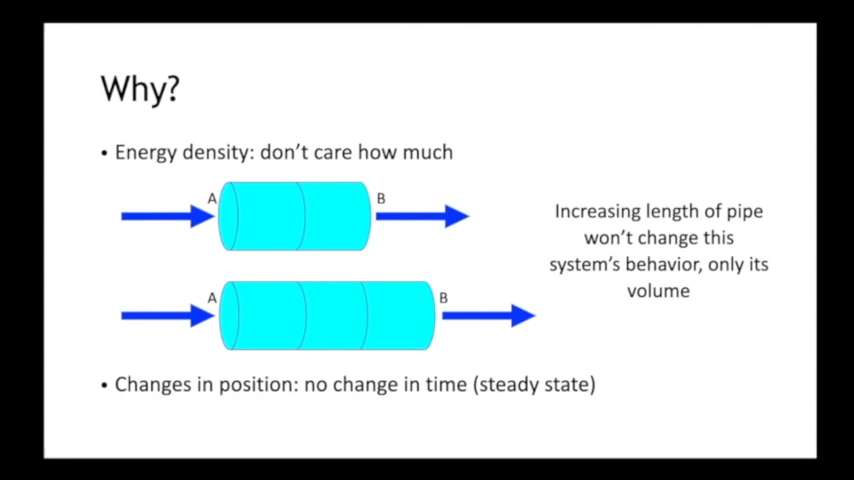 Why?
• Energy density: don't care how much
A
B
Increasing length of pipe
won't change this
system's behavior, only its
volume
A
B
• Changes in position: no change in time (steady state)